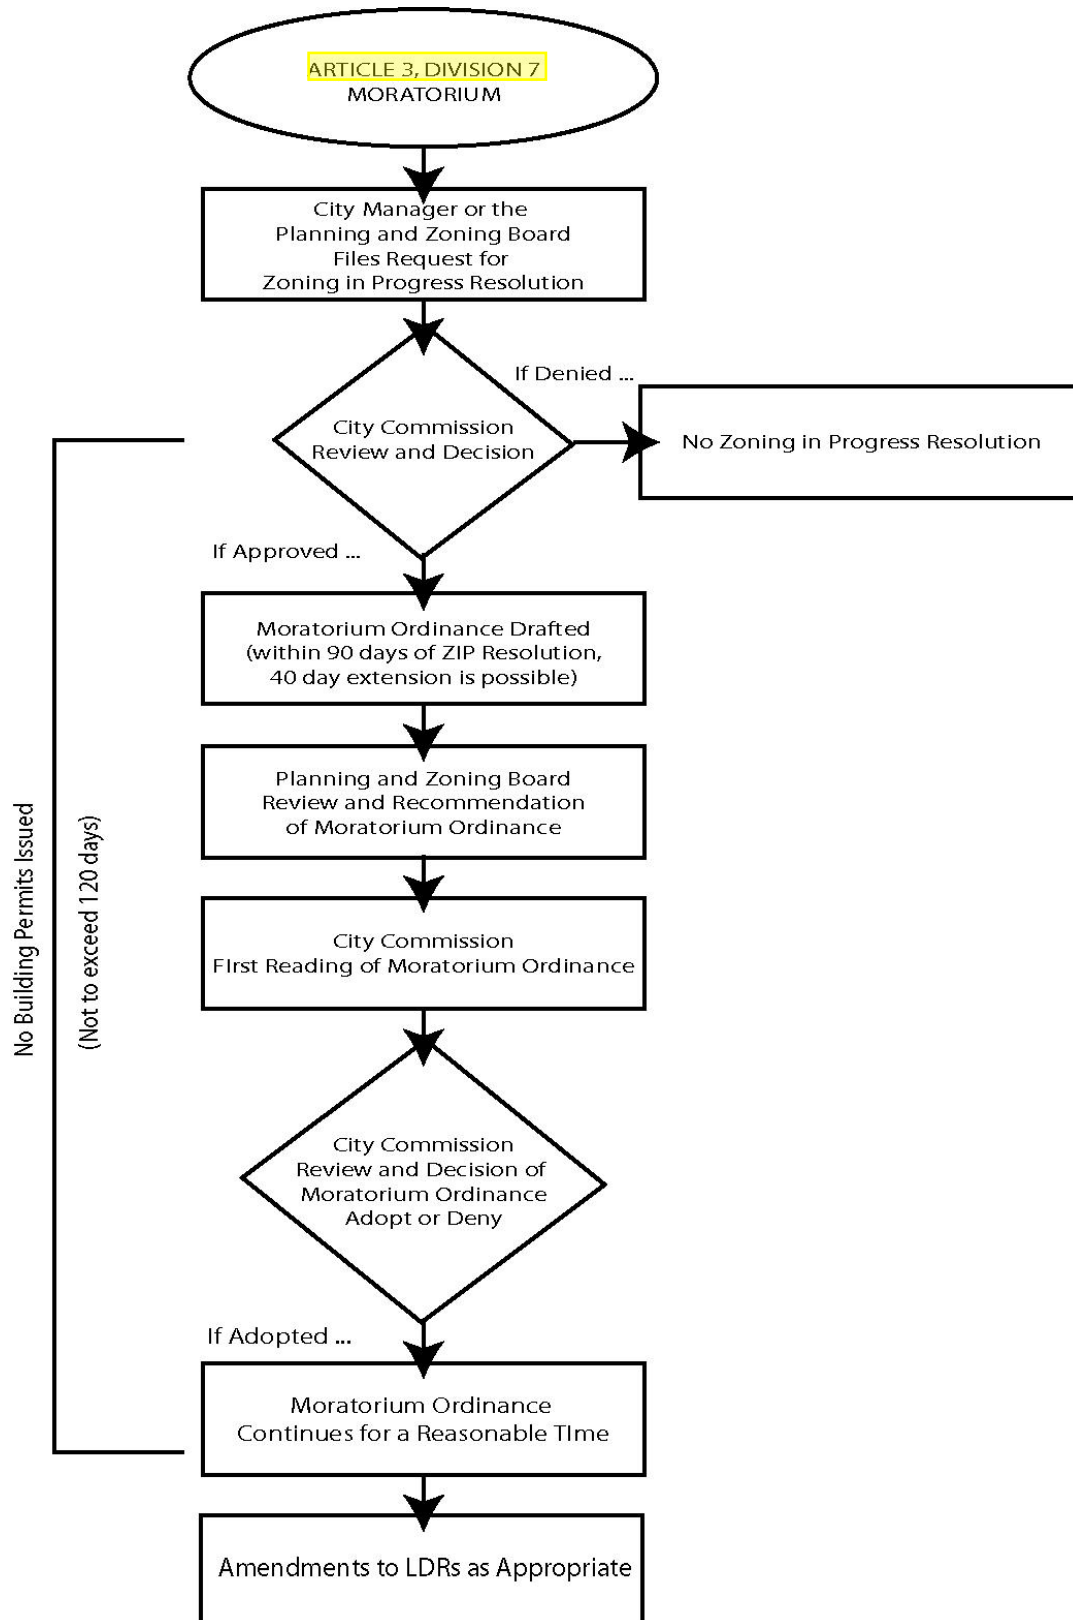 ARTICLE 3, DIVISION 7
MORATORIUM
City Manager or the
Planning and Zoning Board
Files Request for
Zoning in Progress Resolution
If Denied ...
City Commission
Review and Decision
No Zoning in Progress Resolution
If Approved ...
Moratorium Ordinance Drafted
(within 90 days of ZIP Resolution,
40 day extension is possible)
Planning and Zoning Board
Review and Recommendation
of Moratorium Ordinance
No Building Permits Issued
(Not to exceed 120 days)
City Commission
FIrst Reading of Moratorium Ordinance
City Commission
Review and Decision of
Moratorium Ordinance
Adopt or Deny
If Adopted ...
Moratorium Ordinance
Continues for a Reasonable TIme
Amendments to LDRs as Appropriate